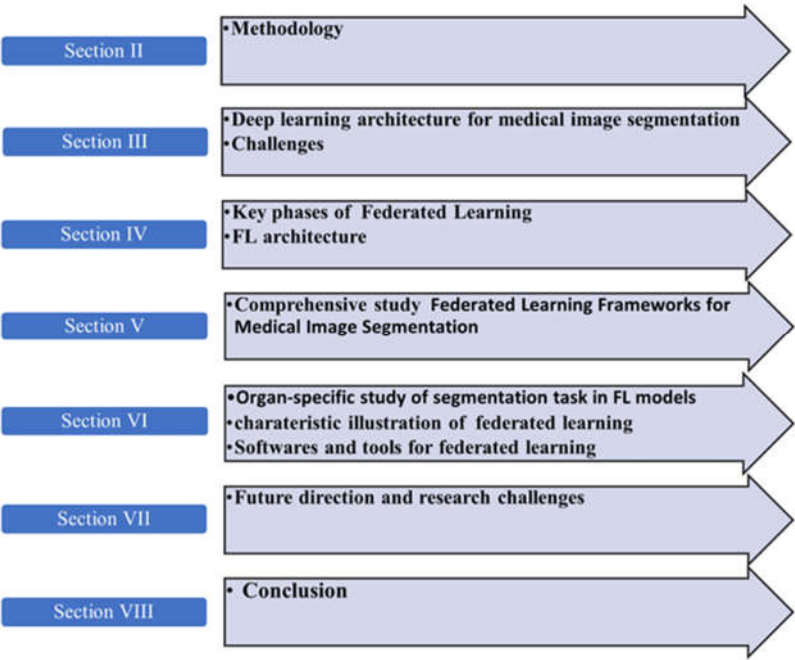 Section II
•Methodology
Section III
•Deep learning architecture for medical image segmentation
•Challenges
Section IV
•Key phases of Federated Learning
•FL architecture
Section V
•Comprehensive study Federated Learning Frameworks for
Medical Image Segmentation
Section VI
•Organ-specific study of segmentation task in FL models
•charateristic illustration of federated learning
•Softwares and tools for federated learning
Section VII
•Future direction and research challenges
Section VIII
• Conclusion